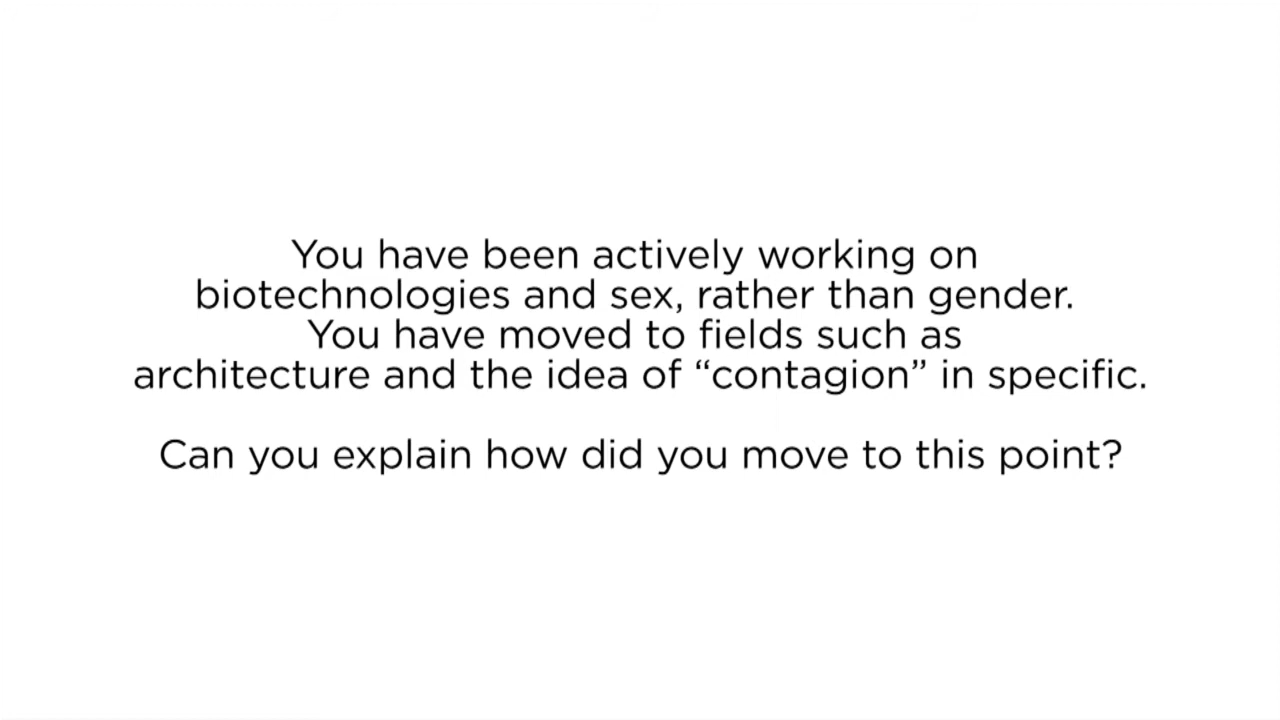 You have been actively working on
biotechnologies and sex, rather than gender.
You have moved to fields such as
architecture and the idea of “contagion” in specific.
Can you explain how did you move to this point?